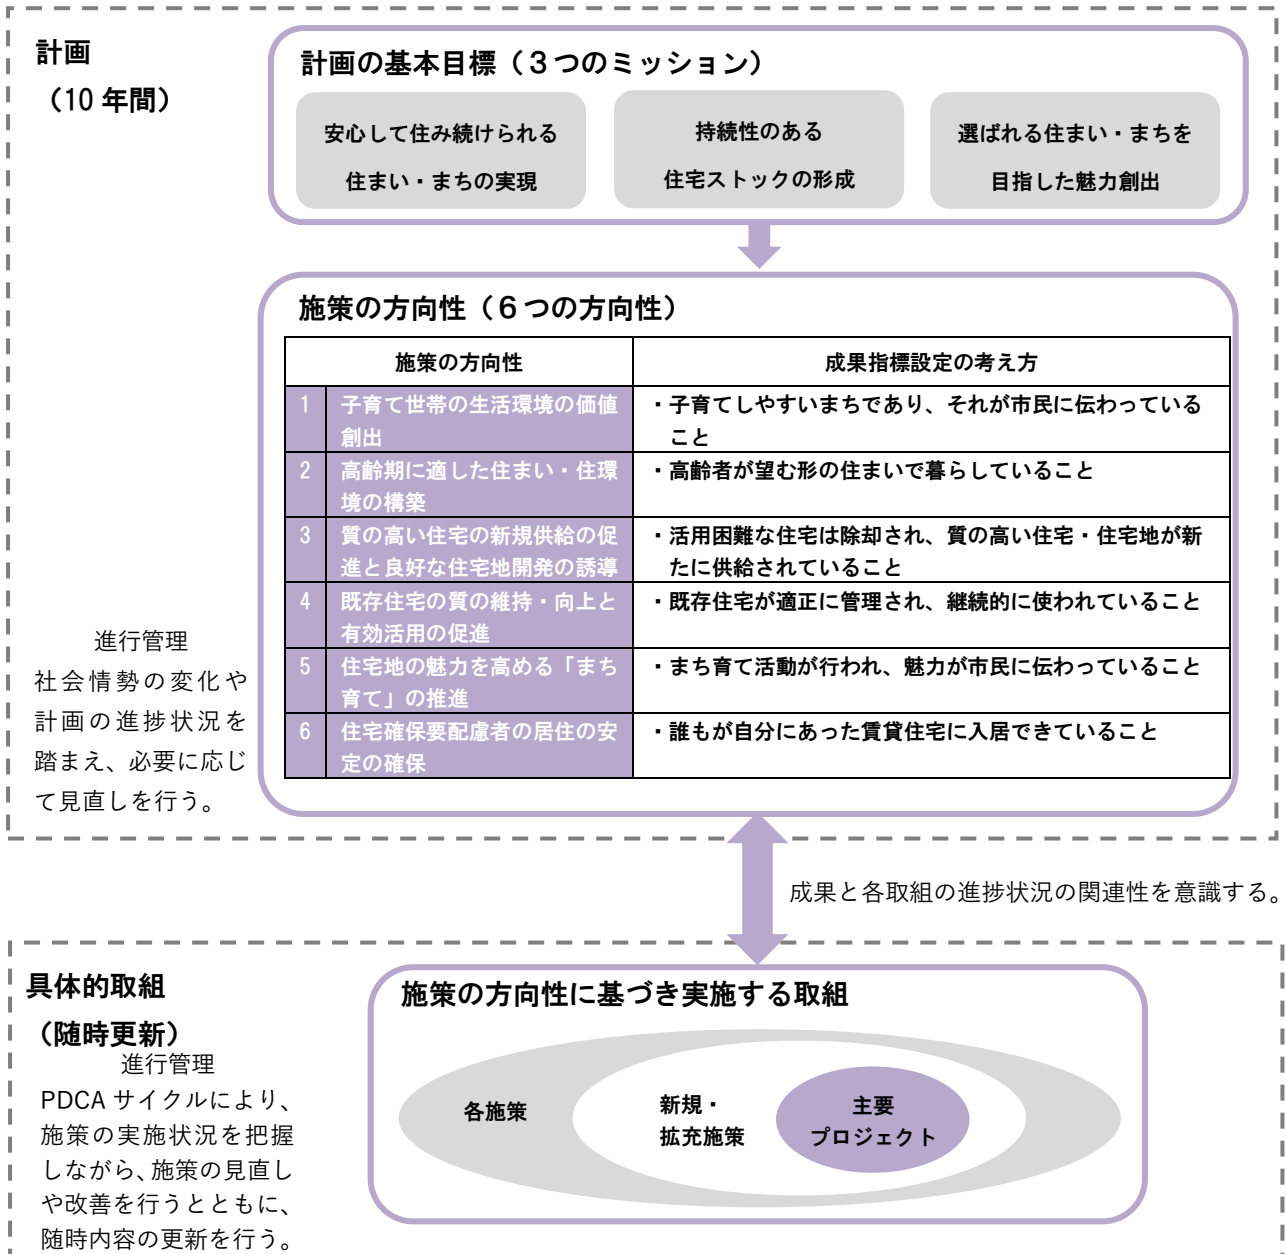 計画
（10 年間）
計画の基本目標（３つのミッション）
安心して住み続けられる
住まい・まちの実現
持続性のある
住宅ストックの形成
選ばれる住まい・まちを
目指した魅力創出
施策の方向性（６つの方向性）
施策の方向性
成果指標設定の考え方
1
子育て世帯の生活環境の価値
創出
・子育てしやすいまちであり、それが市民に伝わっている
こと
2
高齢期に適した住まい・住環
境の構築
・高齢者が望む形の住まいで暮らしていること
3
質の高い住宅の新規供給の促
進と良好な住宅地開発の誘導
・活用困難な住宅は除却され、質の高い住宅・住宅地が新
たに供給されていること
4
既存住宅の質の維持・向上と
有効活用の促進
・既存住宅が適正に管理され、継続的に使われていること
5
住宅地の魅力を高める「まち
育て」の推進
・まち育て活動が行われ、魅力が市民に伝わっていること
6
住宅確保要配慮者の居住の安
定の確保
・誰もが自分にあった賃貸住宅に入居できていること
進行管理
社会情勢の変化や
計画の進捗状況を
踏まえ、必要に応じ
て見直しを行う。
成果と各取組の進捗状況の関連性を意識する。
具体的取組
（随時更新）
進行管理
PDCA サイクルにより、
施策の実施状況を把握
しながら、施策の見直し
や改善を行うとともに、
随時内容の更新を行う。
施策の方向性に基づき実施する取組
各施策
新規・
拡充施策
主要
プロジェクト